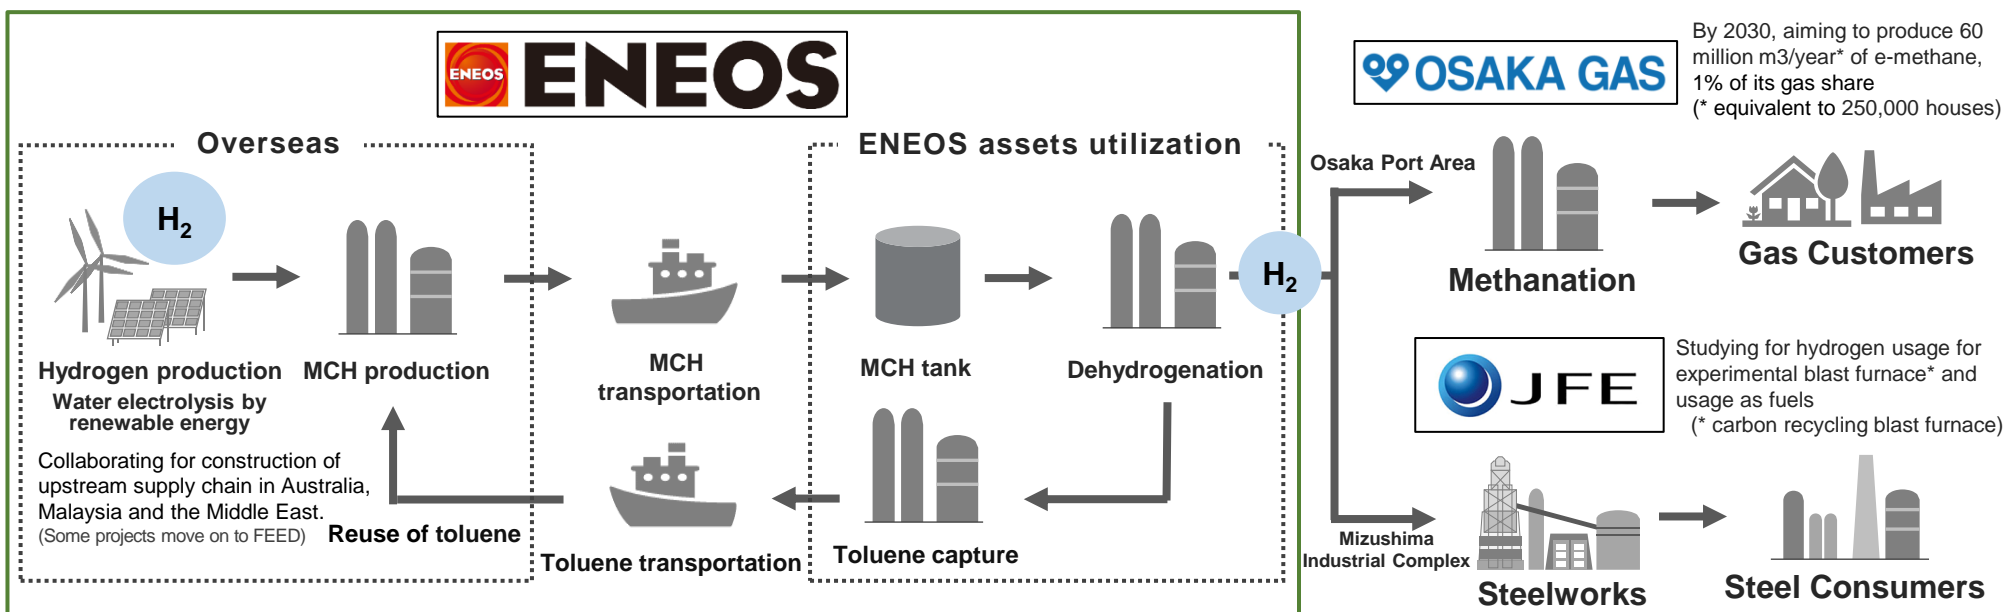 ENEOS
ENEOS
Overseas
ENEOS assets utilization
H2
Hydrogen production
Water electrolysis by
renewable energy
MCH production
MCH
transportation
MCH tank
Dehydrogenation
H2
Collaborating for construction of
upstream supply chain in Australia,
Malaysia and the Middle East.
(Some projects move on to FEED)
Reuse of toluene
Toluene transportation
Toluene capture
OSAKA GAS
By 2030, aiming to produce 60
million m3/year* of e-methane,
1% of its gas share
(* equivalent to 250,000 houses)
Osaka Port Area
Methanation
Gas Customers
JFE
Studying for hydrogen usage for
experimental blast furnace* and
usage as fuels
(* carbon recycling blast furnace)
Mizushima
Industrial Complex
Steelworks
Steel Consumers